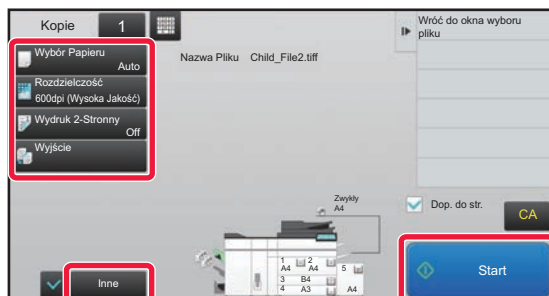 Kopie 1
Wróć do okna wyboru
pliku
Wybór Papieru
Auto
Nazwa Pliku Child_File2.tiff
Rozdzielczość
600dpi (Wysoka Jakość)
Wydruk 2-Stronny
Off
Wyjście
Zwykły
A4
Dop. do str.
CA
1 2
A4 A4 5
3 B4
4 A3 A4
Inne
Start